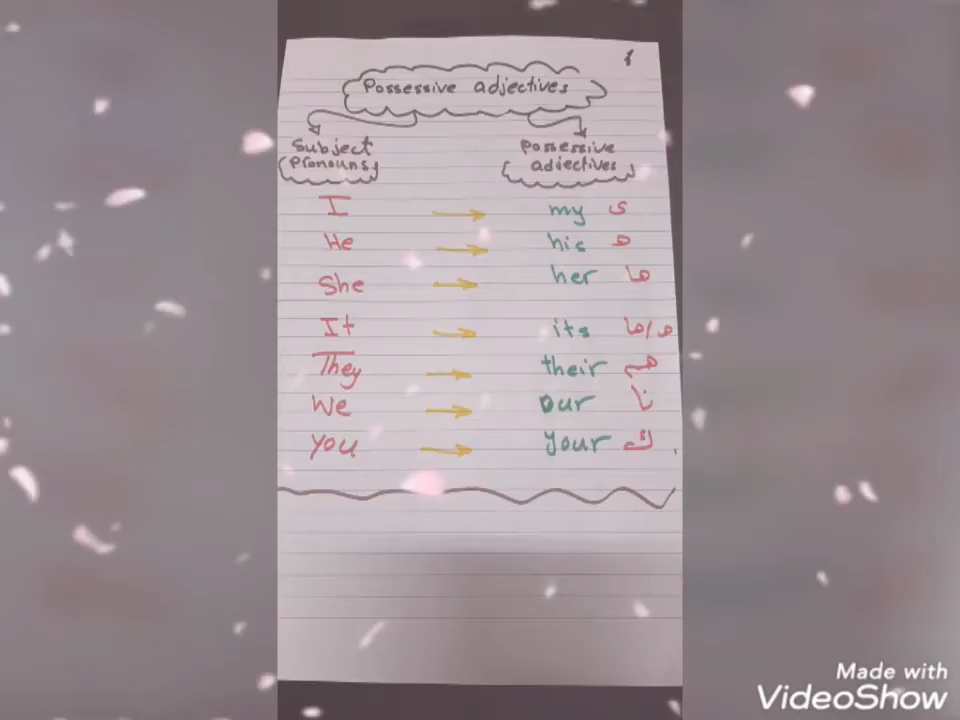 ١
Possessive adjectives
Subject pronouns
possessive adjectives
I my ى
He his ه
She her ها
It its ه/ها
They their هم
We our نا
you your ك
Made with
VideoShow